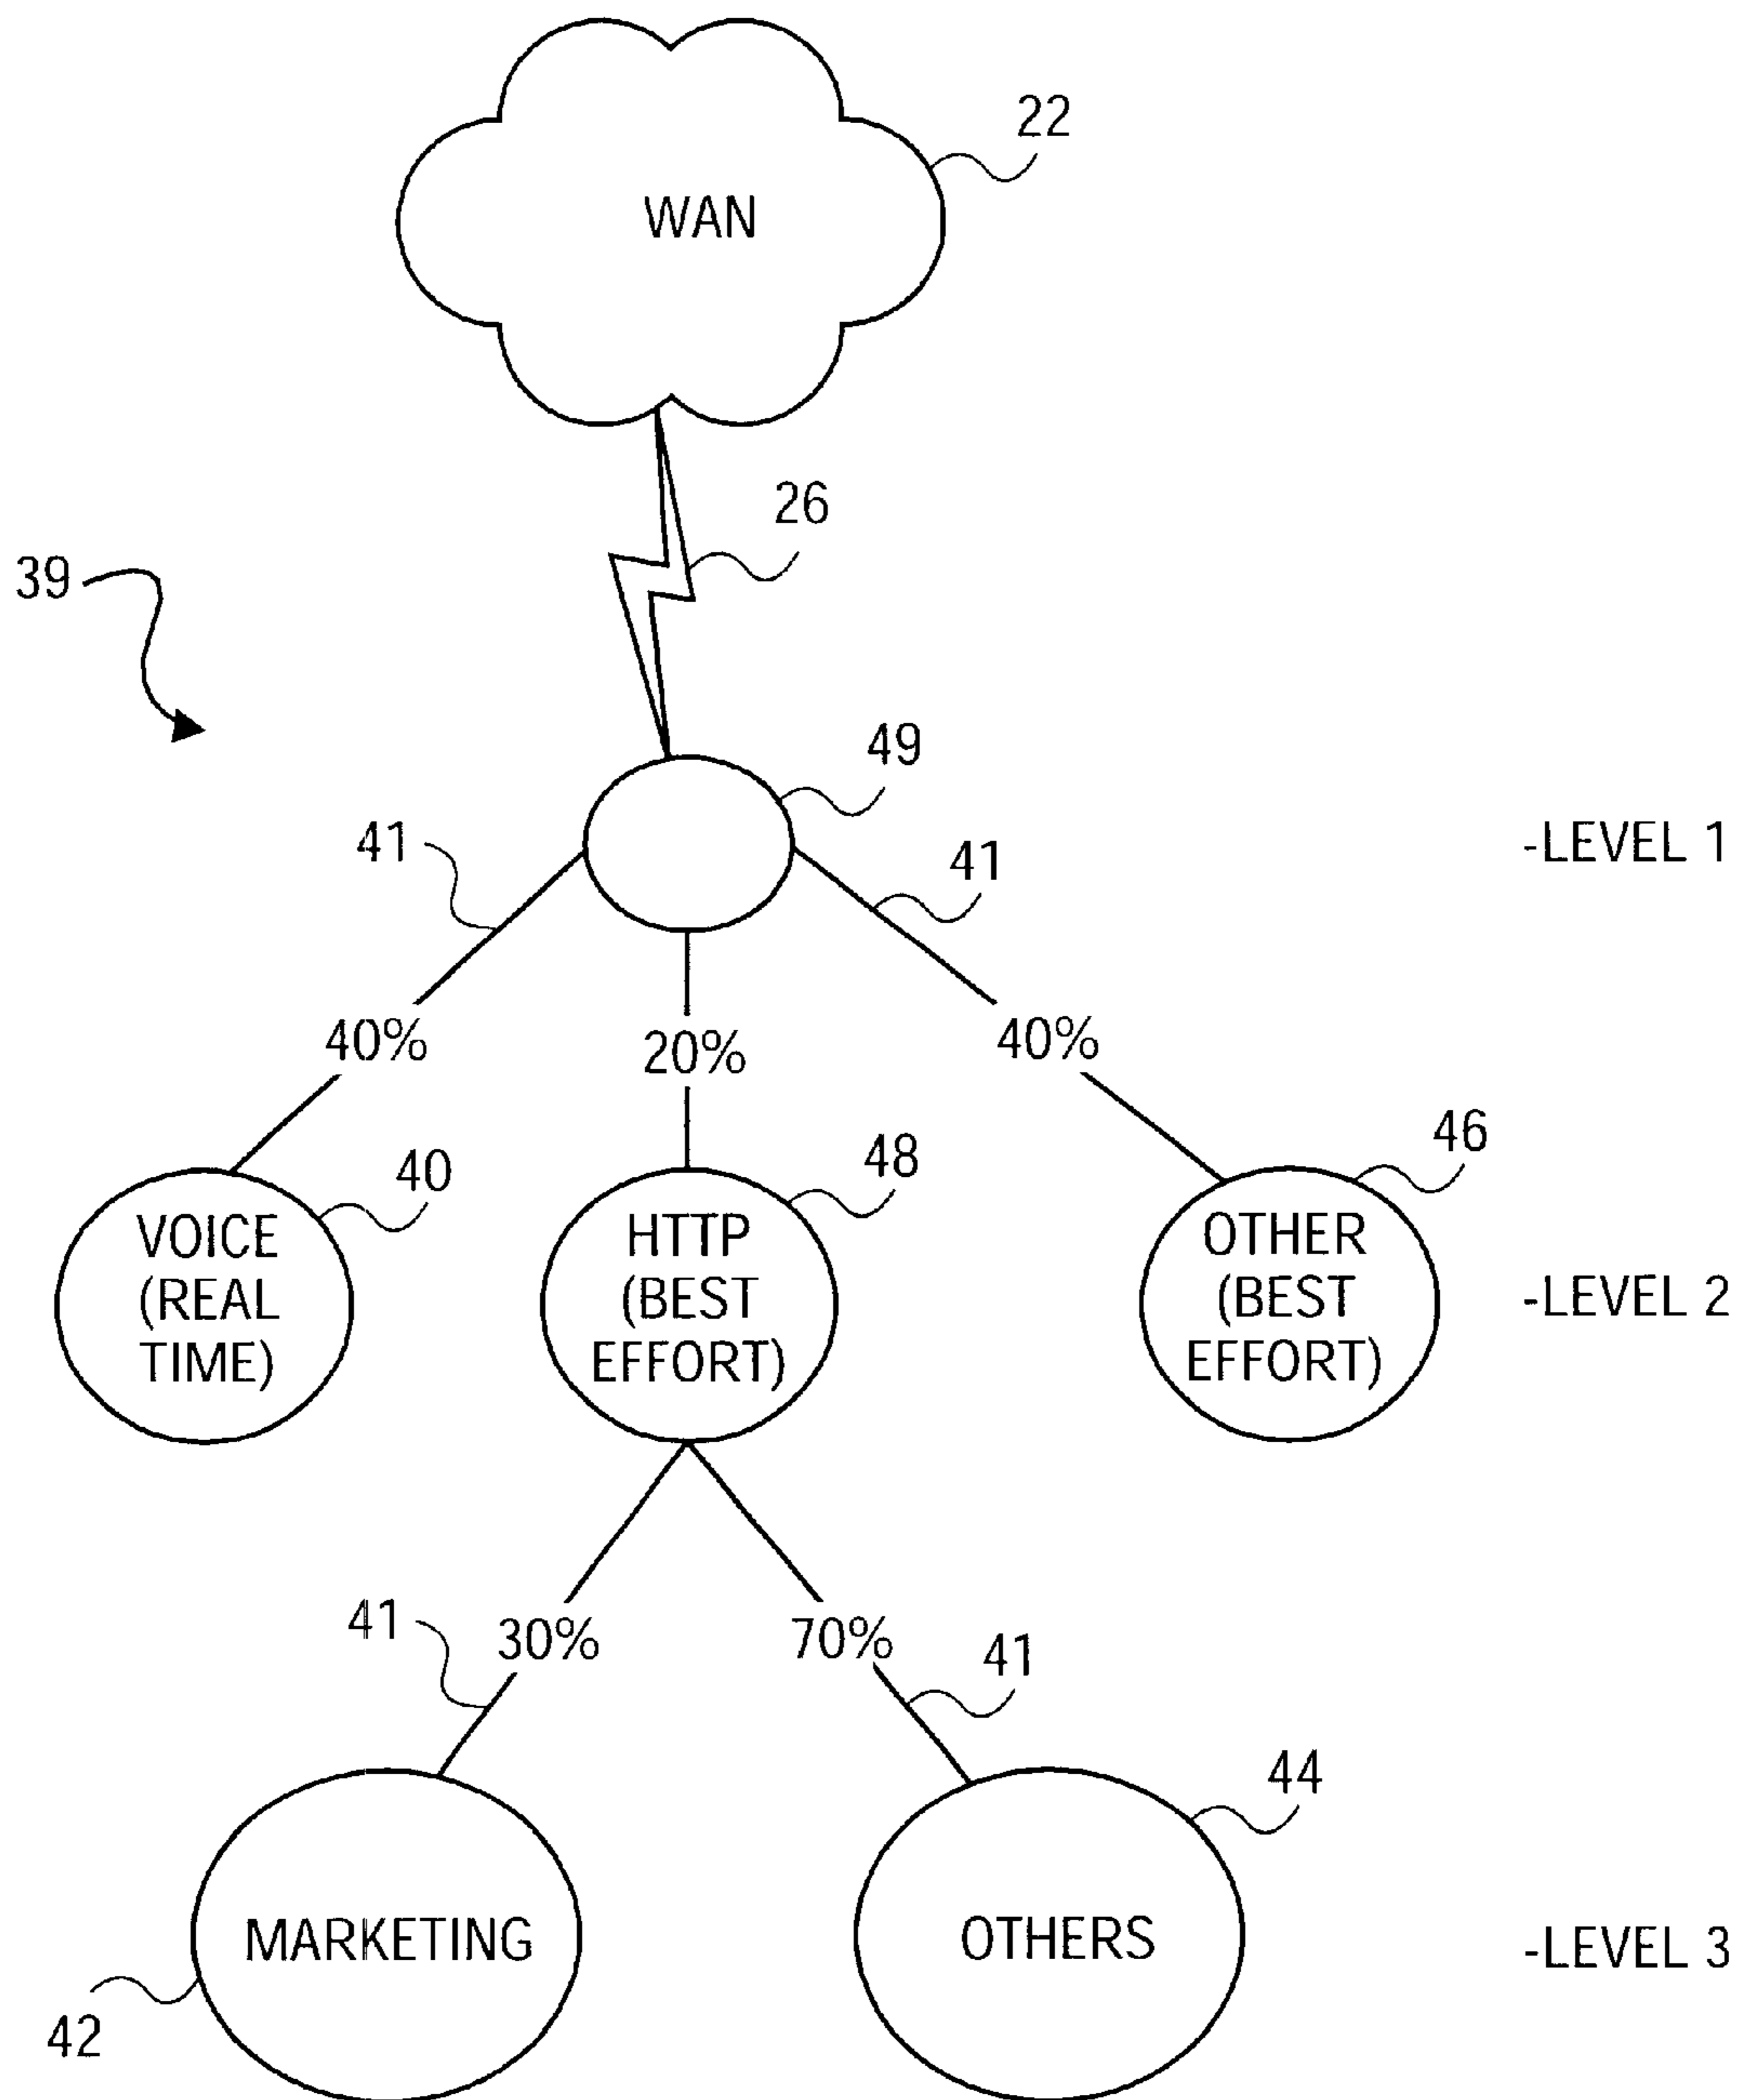 22
WAN
26
39
49
41
41
-LEVEL 1
40%
20%
40%
40
48
46
VOICE
(REAL
TIME)
HTTP
(BEST
EFFORT)
OTHER
(BEST
EFFORT)
-LEVEL 2
41
30%
70%
41
44
MARKETING
OTHERS
-LEVEL 3
42